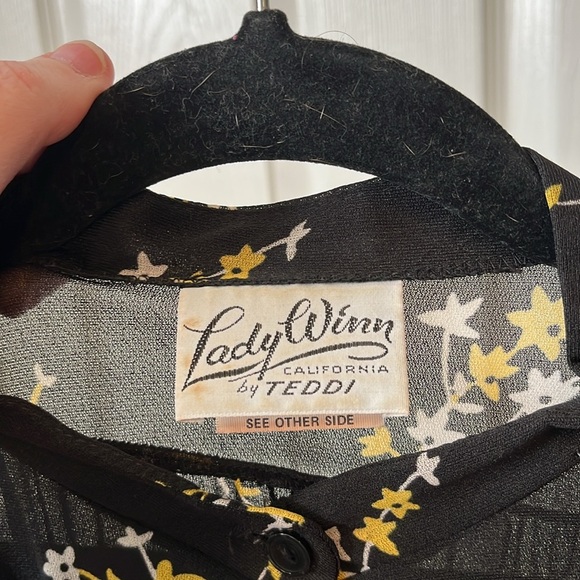 Lady Winn
CALIFORNIA
by TEDDI
SEE OTHER SIDE